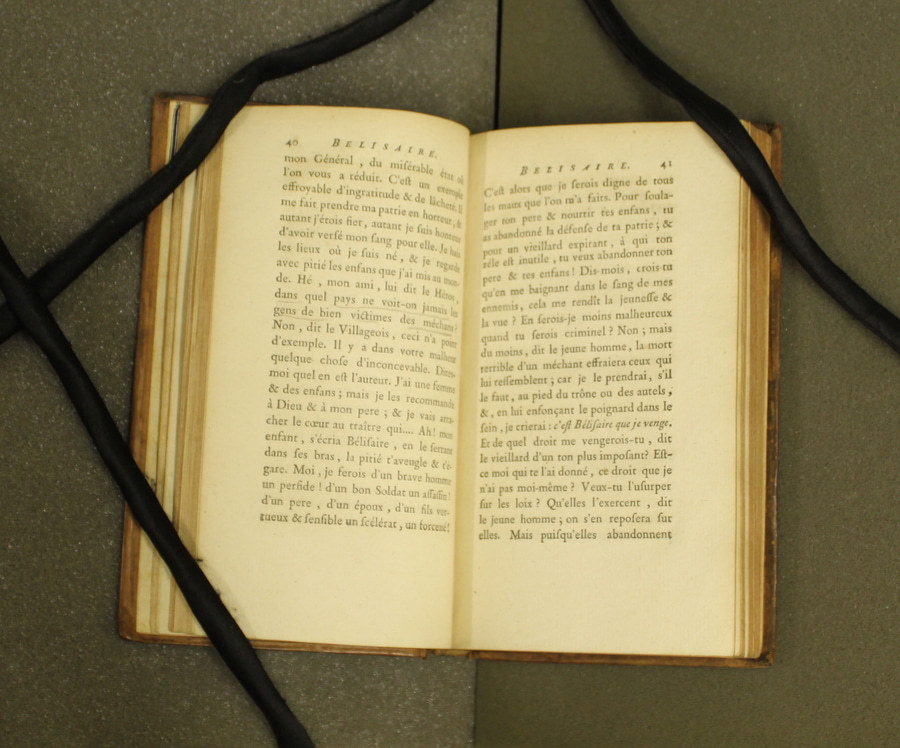 40 BÉLISAIRE.
mon Général, du misérable état où
l'on vous a réduit. C'eſt un exemple
effroyable d'ingratitude & de lâcheté. Il
me fait prendre ma patrie en horreur ; &
autant j'étois fier, autant je ſuis honteux
d'avoir verſé mon ſang pour elle. Je hais
les lieux où je ſuis né, & je regarde
avec pitié les enfans que j'ai mis au mon-
de. Hé, mon ami, lui dit le Héros,
dans quel pays ne voit-on jamais les
gens de bien victimes des méchans ?
Non, dit le Villageois, ceci n'a point
d'exemple. Il y a dans votre malheur
quelque choſe d'inconcevable. Dites-
moi quel en eſt l'auteur. J'ai une femme
& des enfans ; mais je les recommande
à Dieu & à mon pere ; & je vais arra-
cher le cœur au traître qui.... Ah ! mon
enfant, s'écria Béliſaire, en le ſerrant
dans ſes bras, la pitié t'aveugle & t'é-
gare. Moi, je ferois d'un brave homme
un perfide ! d'un bon Soldat un aſſaſſin !
d'un pere, d'un époux, d'un fils ver-
tueux & ſenſible un ſcélérat, un forcené !
BÉLISAIRE. 41
C'eſt alors que je ſerois digne de tous
les maux que l'on m'a faits. Pour ſoula-
ger ton pere & nourrir tes enfans, tu
as abandonné la défenſe de ta patrie ; &
pour un vieillard expirant, à qui ton
zèle eſt inutile, tu veux abandonner ton
pere & tes enfans ! Dis-moi, crois-tu
qu'en me baignant dans le ſang de mes
ennemis, cela me rendît la jeuneſſe &
la vue ? En ſerois-je moins malheureux
quand tu ſerois criminel ? Non ; mais
du moins, dit le jeune homme, la mort
terrible d'un méchant effraiera ceux qui
lui reſſemblent ; car je le prendrai, s'il
le faut, au pied du trône ou des autels,
&, en lui enfonçant le poignard dans le
ſein, je crierai : c'eſt Béliſaire que je venge.
Et de quel droit me vengerois-tu, dit
le vieillard d'un ton plus impoſant ? Eſt-
ce moi qui te l'ai donné, ce droit que je
n'ai pas moi-même ? Veux-tu l'uſurper
ſur les loix ? Qu'elles l'exercent, dit
le jeune homme ; on s'en repoſera ſur
elles. Mais puiſqu'elles abandonnent